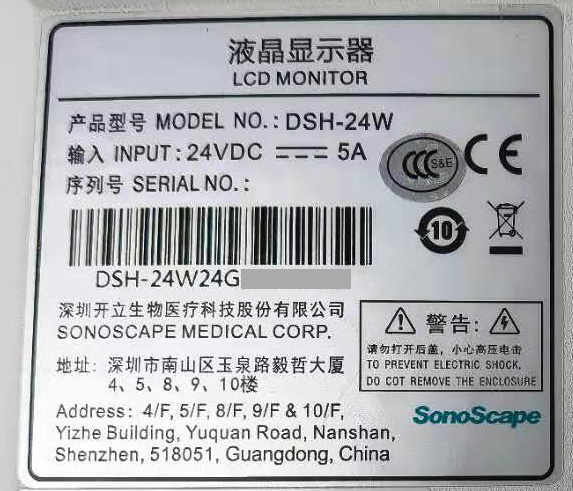 液晶显示器
LCD MONITOR
产品型号 MODEL NO.: DSH-24W
输入 INPUT: 24VDC ⎓ 5A
序列号 SERIAL NO.:
CCC S&E
CE
10
DSH-24W24G
深圳开立生物医疗科技股份有限公司
SONOSCAPE MEDICAL CORP.
地址: 深圳市南山区玉泉路毅哲大厦
4、5、8、9、10楼
Address: 4/F, 5/F, 8/F, 9/F & 10/F,
Yizhe Building, Yuquan Road, Nanshan,
Shenzhen, 518051, Guangdong, China
警告:
请勿打开后盖, 小心高压电击
TO PREVENT ELECTRIC SHOCK,
DO NOT REMOVE THE ENCLOSURE
SonoScape